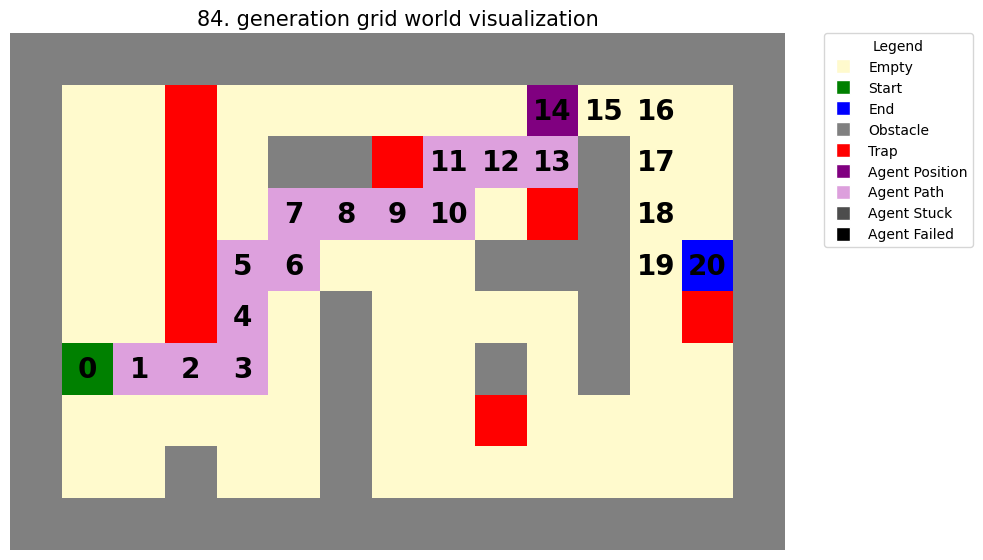 84. generation grid world visualization
14 15 16
11 12 13 17
7 8 9 10 18
5 6 19 20
4
0 1 2 3
Legend
Empty
Start
End
Obstacle
Trap
Agent Position
Agent Path
Agent Stuck
Agent Failed